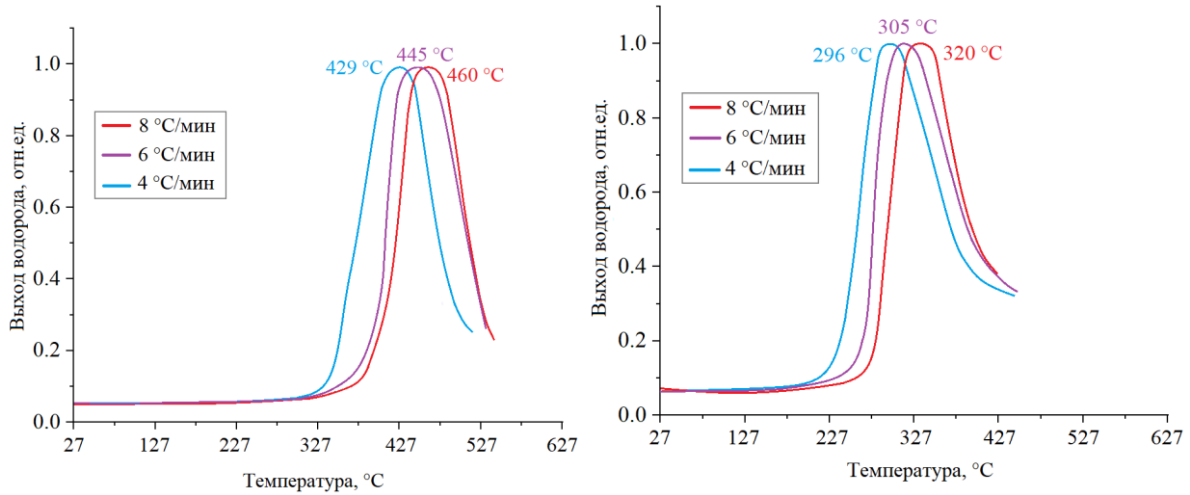 Выход водорода, отн.ед.
1.0
0.8
0.6
0.4
0.2
0.0
429 °C
445 °C
460 °C
8 °С/мин
6 °С/мин
4 °С/мин
27 127 227 327 427 527 627
Температура, °С
Выход водорода, отн.ед.
1.0
0.8
0.6
0.4
0.2
0.0
296 °C
305 °C
320 °C
8 °С/мин
6 °С/мин
4 °С/мин
27 127 227 327 427 527 627
Температура, °С